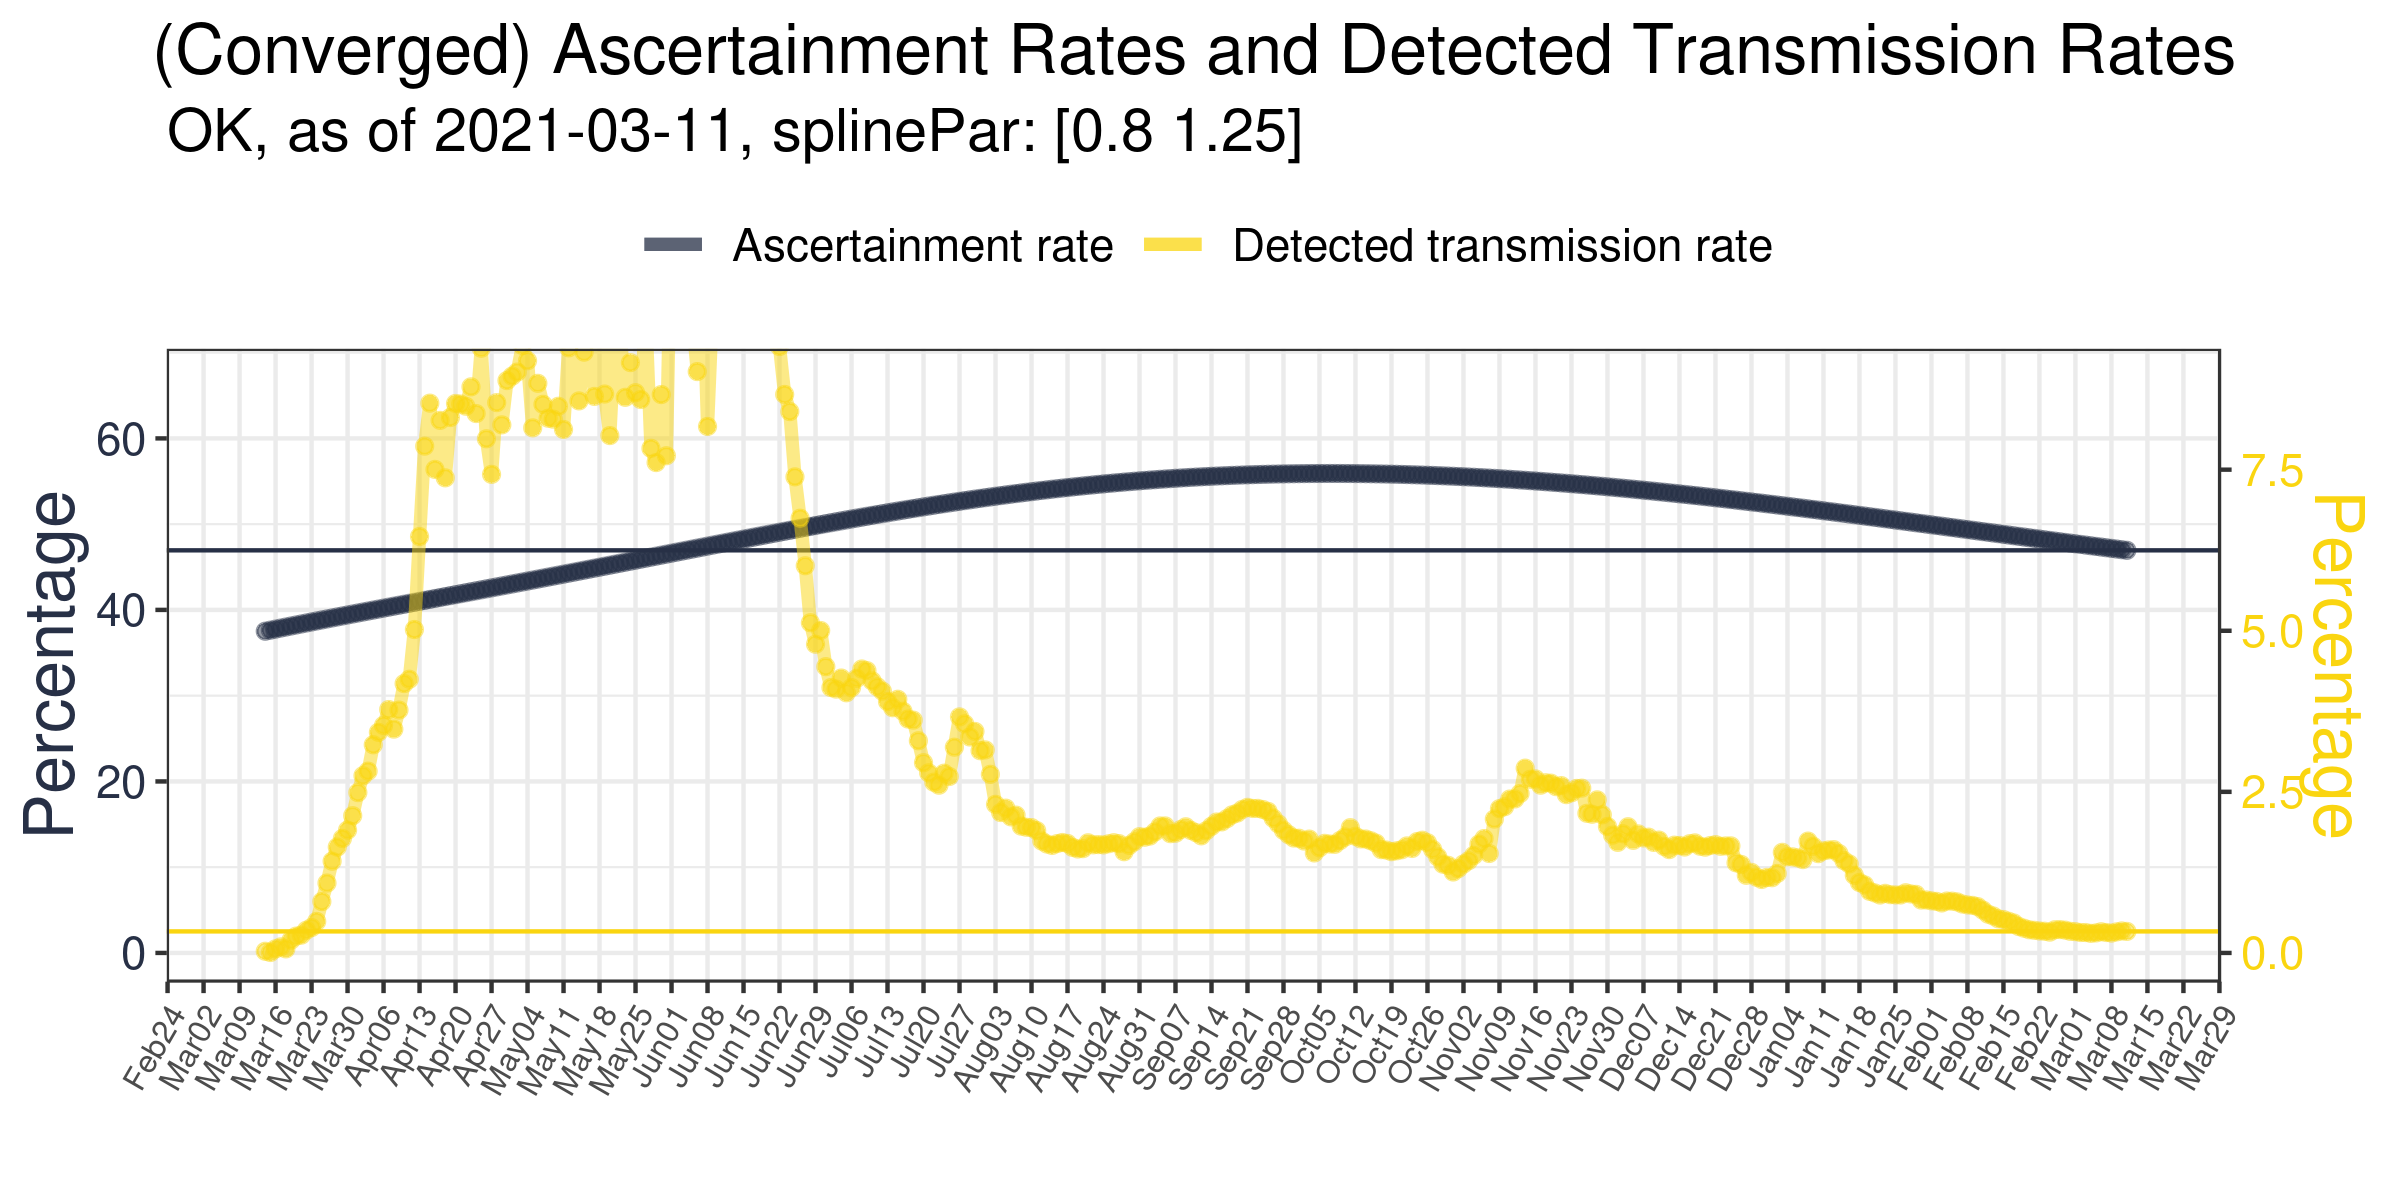 (Converged) Ascertainment Rates and Detected Transmission Rates
OK, as of 2021-03-11, splinePar: [0.8 1.25]
Ascertainment rate
Detected transmission rate
Percentage
60
40
20
0
7.5
5.0
2.5
0.0
Percentage
Feb24
Mar02
Mar09
Mar16
Mar23
Mar30
Apr06
Apr13
Apr20
Apr27
May04
May11
May18
May25
Jun01
Jun08
Jun15
Jun22
Jun29
Jul06
Jul13
Jul20
Jul27
Aug03
Aug10
Aug17
Aug24
Aug31
Sep07
Sep14
Sep21
Sep28
Oct05
Oct12
Oct19
Oct26
Nov02
Nov09
Nov16
Nov23
Nov30
Dec07
Dec14
Dec21
Dec28
Jan04
Jan11
Jan18
Jan25
Feb01
Feb08
Feb15
Feb22
Mar01
Mar08
Mar15
Mar22
Mar29